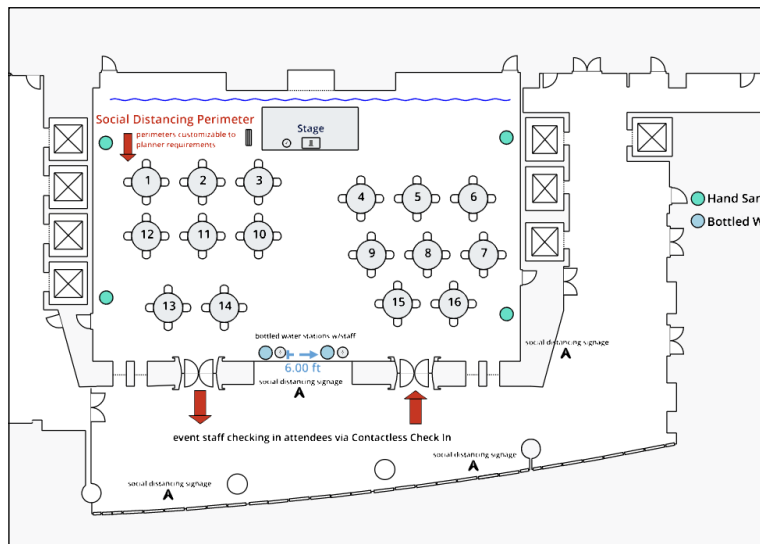 Social Distancing Perimeter
perimeters customizable to
planner requirements
Stage
1
2
3
4
5
6
Hand San
Bottled W
12
11
10
9
8
7
13
14
15
16
bottled water stations w/staff
6.00 ft
social distancing signage
A
social distancing signage
A
event staff checking in attendees via Contactless Check In
social distancing signage
A
social distancing signage
A